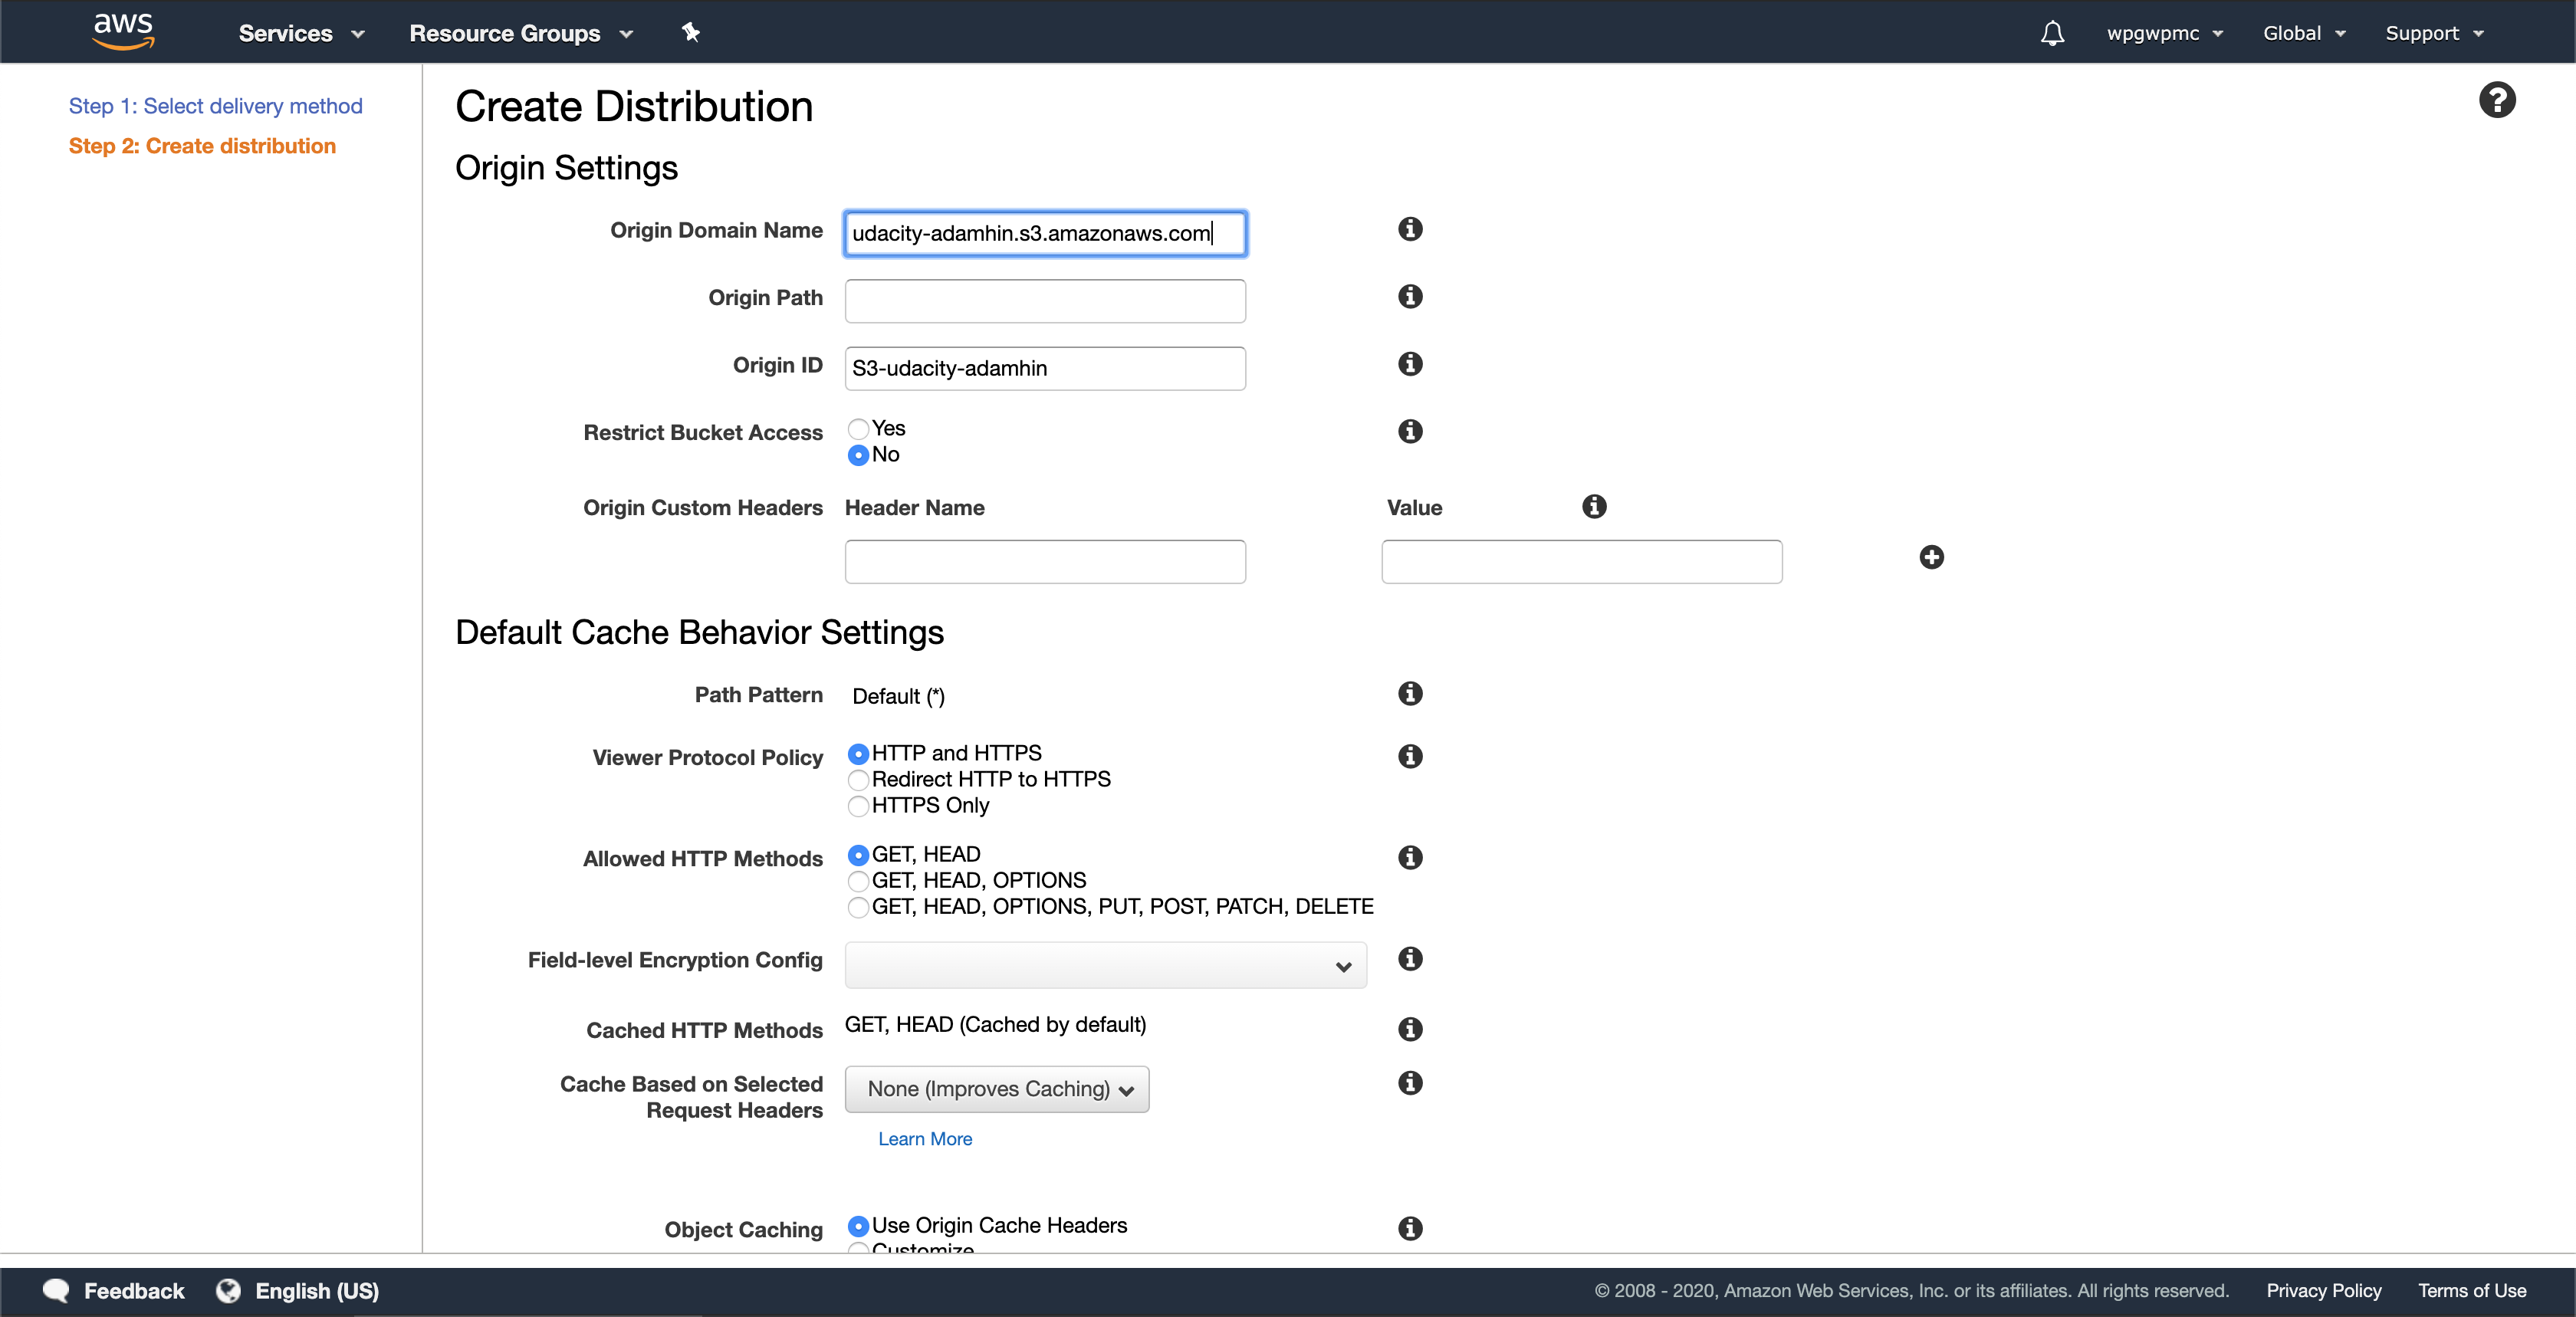 aws
Services
Resource Groups
wpgwpmc
Global
Support
Step 1: Select delivery method
Step 2: Create distribution
Create Distribution
?
Origin Settings
Origin Domain Name
udacity-adamhin.s3.amazonaws.com
Origin Path
Origin ID
S3-udacity-adamhin
Restrict Bucket Access
Yes
No
Origin Custom Headers
Header Name
Value
Default Cache Behavior Settings
Path Pattern
Default (*)
Viewer Protocol Policy
HTTP and HTTPS
Redirect HTTP to HTTPS
HTTPS Only
Allowed HTTP Methods
GET, HEAD
GET, HEAD, OPTIONS
GET, HEAD, OPTIONS, PUT, POST, PATCH, DELETE
Field-level Encryption Config
Cached HTTP Methods
GET, HEAD (Cached by default)
Cache Based on Selected
Request Headers
None (Improves Caching)
Learn More
Object Caching
Use Origin Cache Headers
Customize
Feedback
English (US)
© 2008 - 2020, Amazon Web Services, Inc. or its affiliates. All rights reserved.
Privacy Policy
Terms of Use